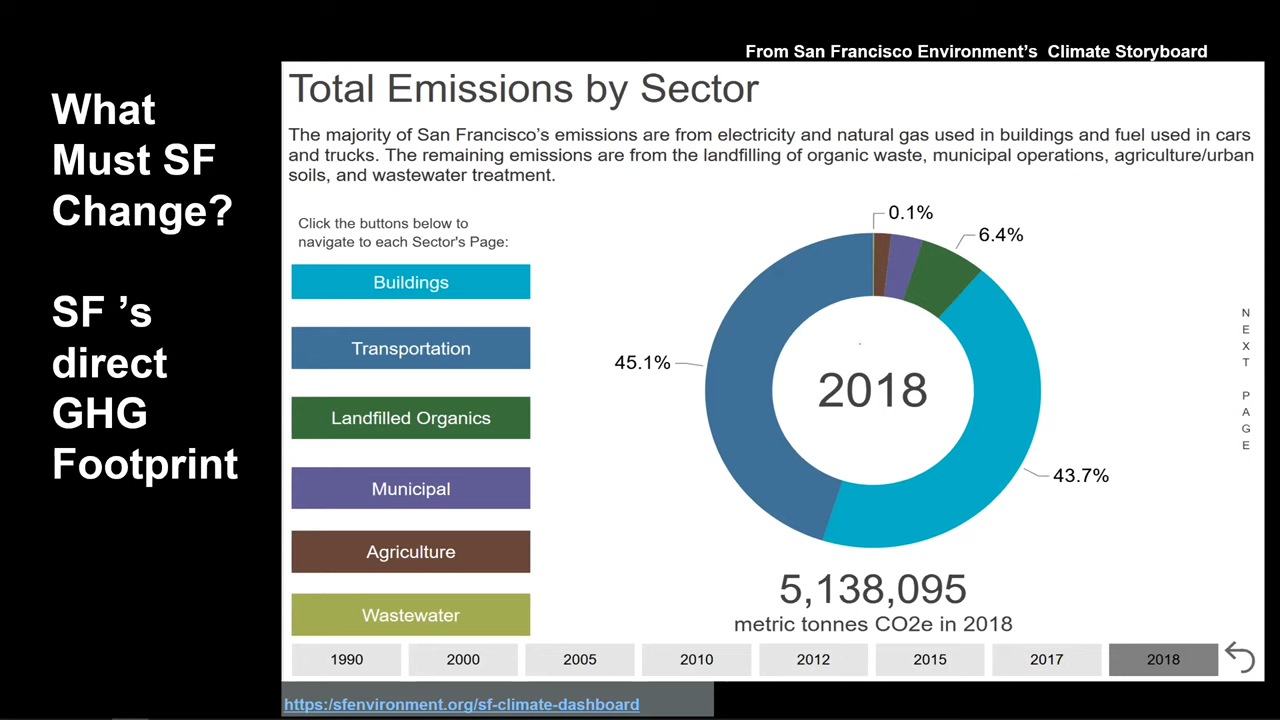 From San Francisco Environment’s  Climate Storyboard
What
Must SF
Change?
SF ’s
direct
GHG
Footprint
Total Emissions by Sector
The majority of San Francisco’s emissions are from electricity and natural gas used in buildings and fuel used in cars
and trucks. The remaining emissions are from the landfilling of organic waste, municipal operations, agriculture/urban
soils, and wastewater treatment.
Click the buttons below to
navigate to each Sector's Page:
Buildings
Transportation
Landfilled Organics
Municipal
Agriculture
Wastewater
0.1%
6.4%
45.1%
2018
43.7%
5,138,095
metric tonnes CO2e in 2018
NEXT PAGE
1990
2000
2005
2010
2012
2015
2017
2018
https:/sfenvironment.org/sf-climate-dashboard